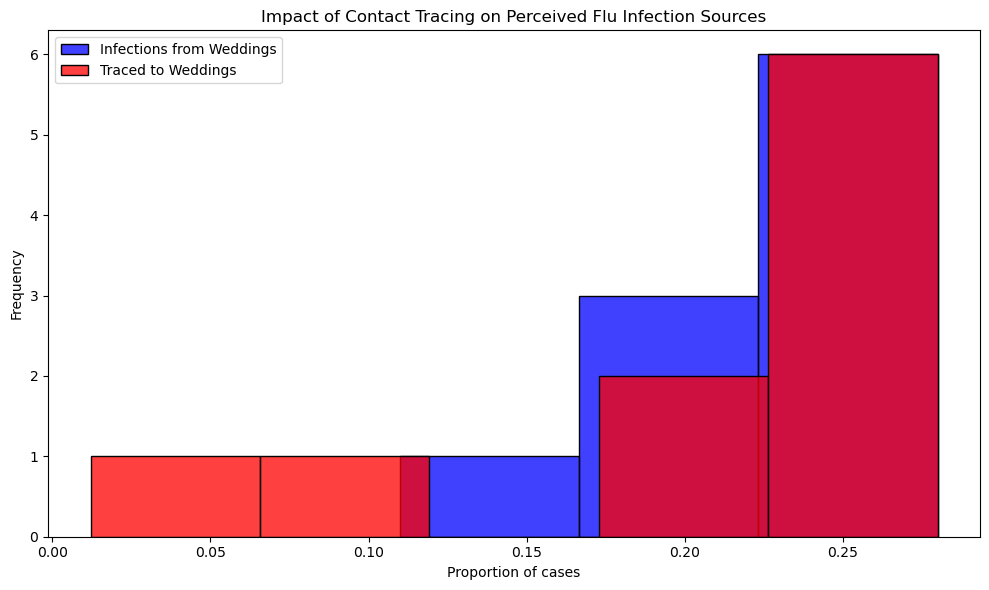 Impact of Contact Tracing on Perceived Flu Infection Sources
Infections from Weddings
Traced to Weddings
Frequency
6
5
4
3
2
1
0
0.00 0.05 0.10 0.15 0.20 0.25
Proportion of cases